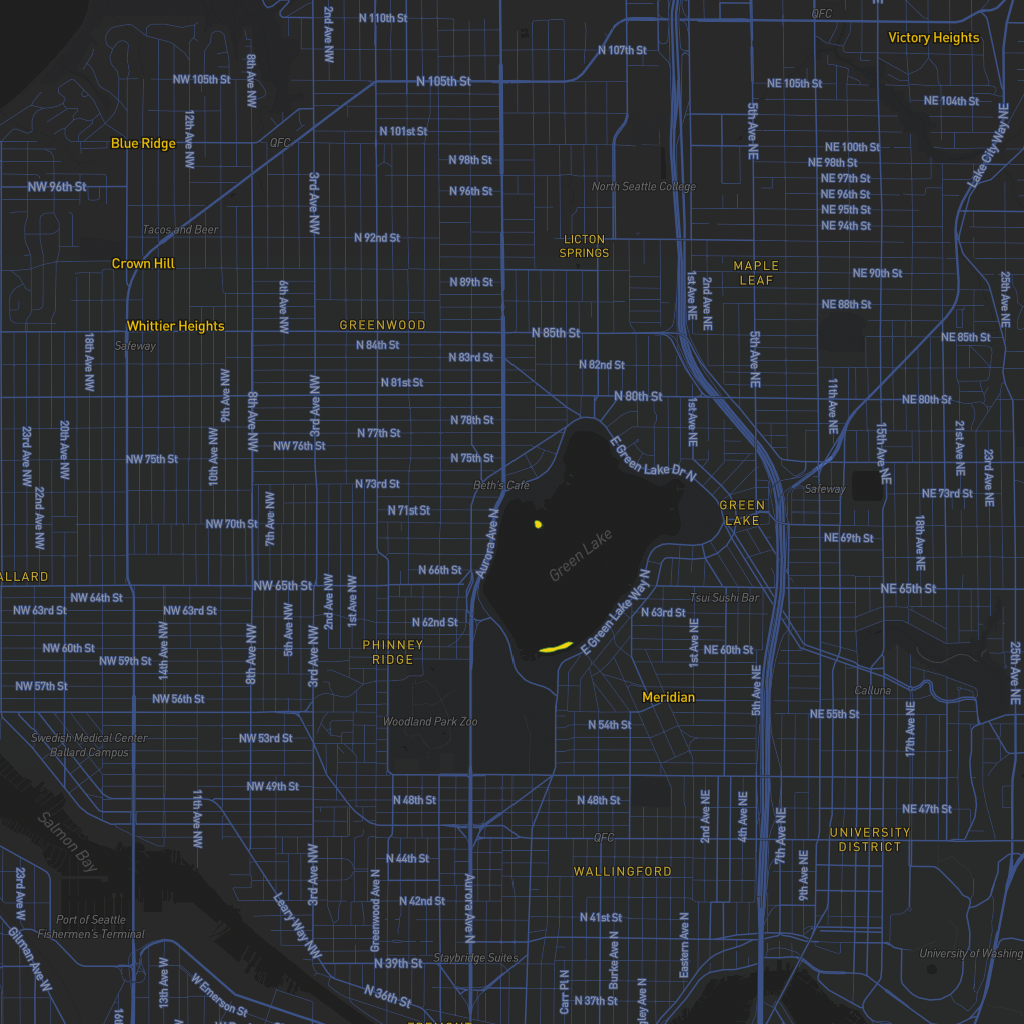 N 110th St
2nd Ave NW
QFC
Victory Heights
N 107th St
NW 105th St
8th Ave NW
N 105th St
NE 105th St
NE 104th St
12th Ave NW
Blue Ridge
QFC
N 101st St
5th Ave NE
Lake City Way NE
NE 100th St
N 98th St
NE 98th St
NE 97th St
NW 96th St
3rd Ave NW
N 96th St
North Seattle College
NE 96th St
NE 95th St
Tacos and Beer
NE 94th St
N 92nd St
LICTON
SPRINGS
Crown Hill
MAPLE
LEAF
NE 90th St
6th Ave NW
N 89th St
1st Ave NE
2nd Ave NE
25th Ave NE
NE 88th St
Whittier Heights
GREENWOOD
N 85th St
NE 85th St
18th Ave NW
Safeway
N 84th St
N 83rd St
5th Ave NE
N 82nd St
9th Ave NW
3rd Ave NW
N 81st St
N 80th St
11th Ave NE
NE 80th St
8th Ave NW
N 78th St
1st Ave NE
20th Ave NW
23rd Ave NW
10th Ave NW
N 77th St
NW 76th St
E Green Lake Dr N
15th Ave NE
21st Ave NE
23rd Ave NE
NW 75th St
N 75th St
N 73rd St
Beth's Cafe
Safeway
NE 73rd St
22nd Ave NW
7th Ave NW
NW 70th St
N 71st St
GREEN
LAKE
18th Ave NE
Aurora Ave N
Green Lake
NE 69th St
ALLARD
N 66th St
NW 65th St
2nd Ave NW
1st Ave NW
NE 65th St
NW 64th St
Tsui Sushi Bar
NW 63rd St
NW 63rd St
E Green Lake Way N
N 63rd St
5th Ave NW
N 62nd St
14th Ave NW
8th Ave NW
3rd Ave NW
PHINNEY
RIDGE
1st Ave NE
NW 60th St
NW 59th St
NE 60th St
25th Ave NE
NW 57th St
NW 56th St
Meridian
5th Ave NE
Calluna
NE 55th St
Woodland Park Zoo
N 54th St
17th Ave NE
Swedish Medical Center
Ballard Campus
NW 53rd St
NW 49th St
N 48th St
N 48th St
11th Ave NW
2nd Ave NE
4th Ave NE
NE 47th St
Salmon Bay
QFC
7th Ave NE
UNIVERSITY
DISTRICT
N 44th St
WALLINGFORD
3rd Ave NW
9th Ave NE
23rd Ave W
Greenwood Ave N
N 42nd St
Aurora Ave N
Port of Seattle
Fishermen's Terminal
Leary Way NW
N 41st St
Eastern Ave N
Gilman Ave W
Burke Ave N
University of Washing
Staybridge Suites
N 39th St
13th Ave W
W Emerson St
N 36th St
Carr Pl N
N 37th St